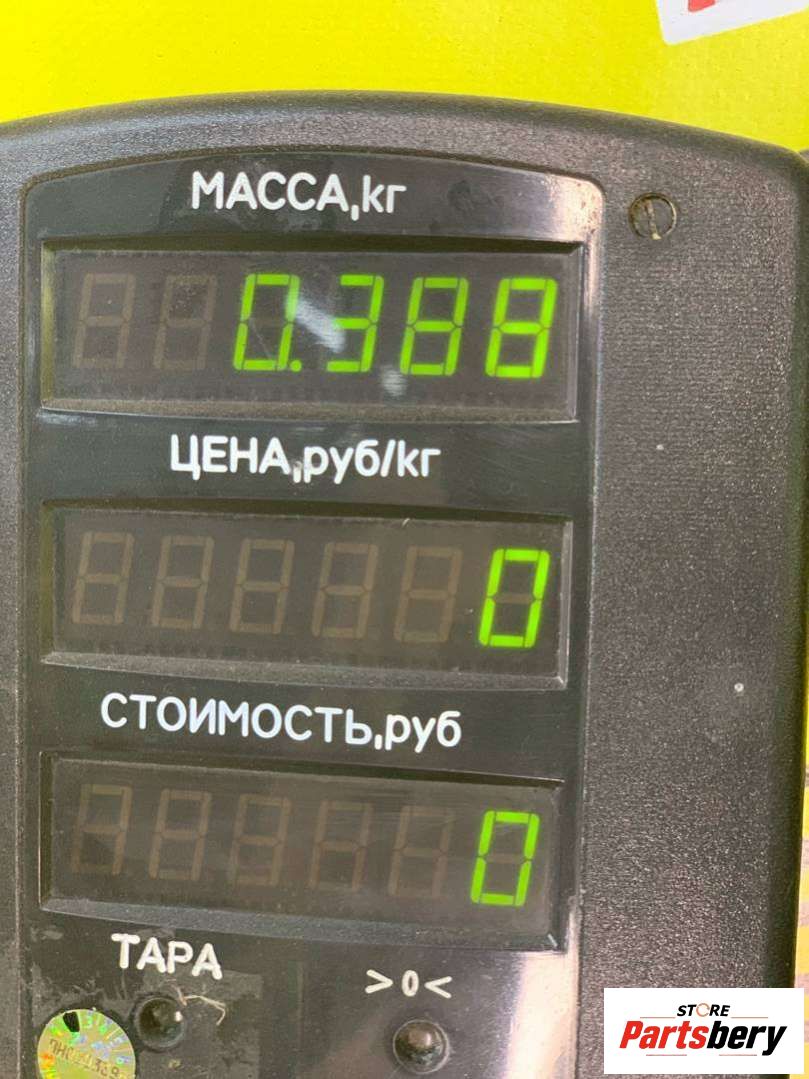 МАССА,кг
0.388
ЦЕНА,руб/кг
0
СТОИМОСТЬ,руб
0
ТАРА
>0<
STORE
Partsbery